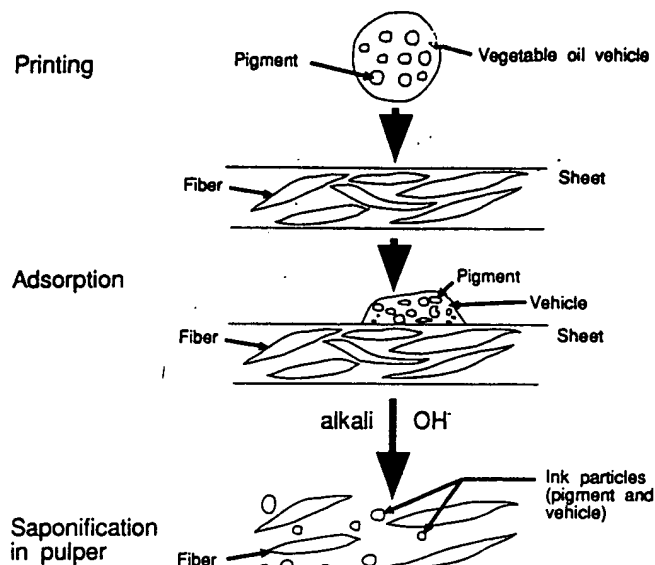 Printing
Pigment
Vegetable oil vehicle
Fiber
Sheet
Adsorption
Pigment
Vehicle
Fiber
Sheet
alkali OH-
Ink particles
(pigment and
vehicle)
Saponification
in pulper
Fiber